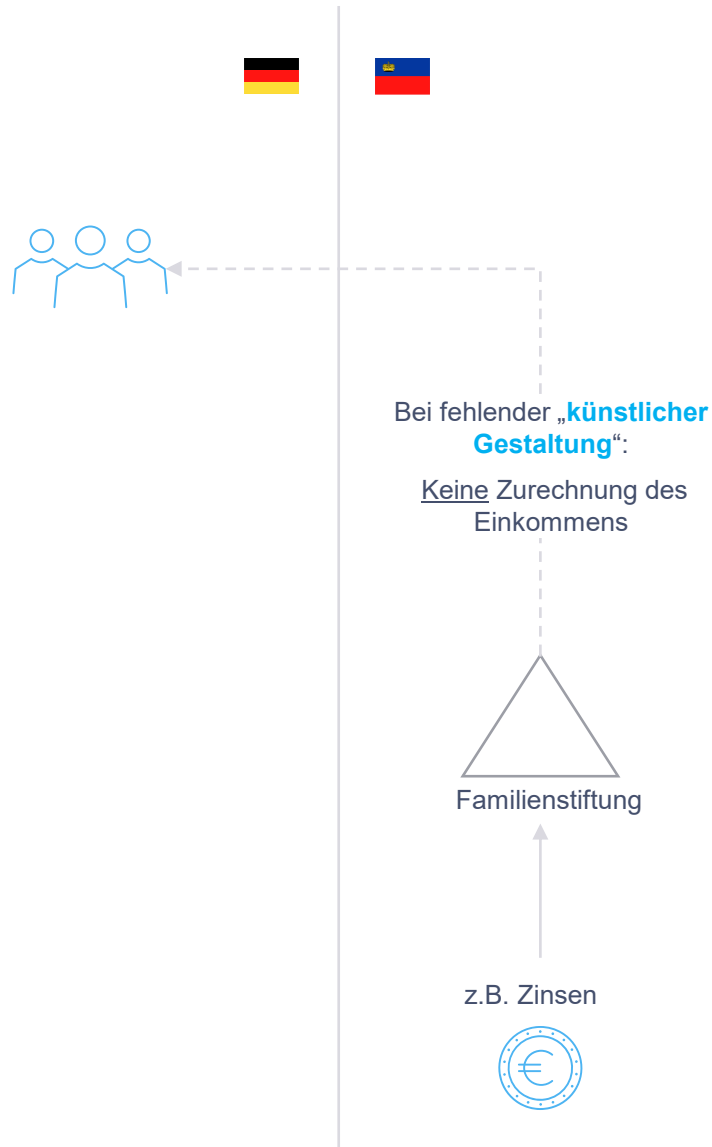 Bei fehlender „künstlicher
Gestaltung“:
Keine Zurechnung des
Einkommens
Familienstiftung
z.B. Zinsen